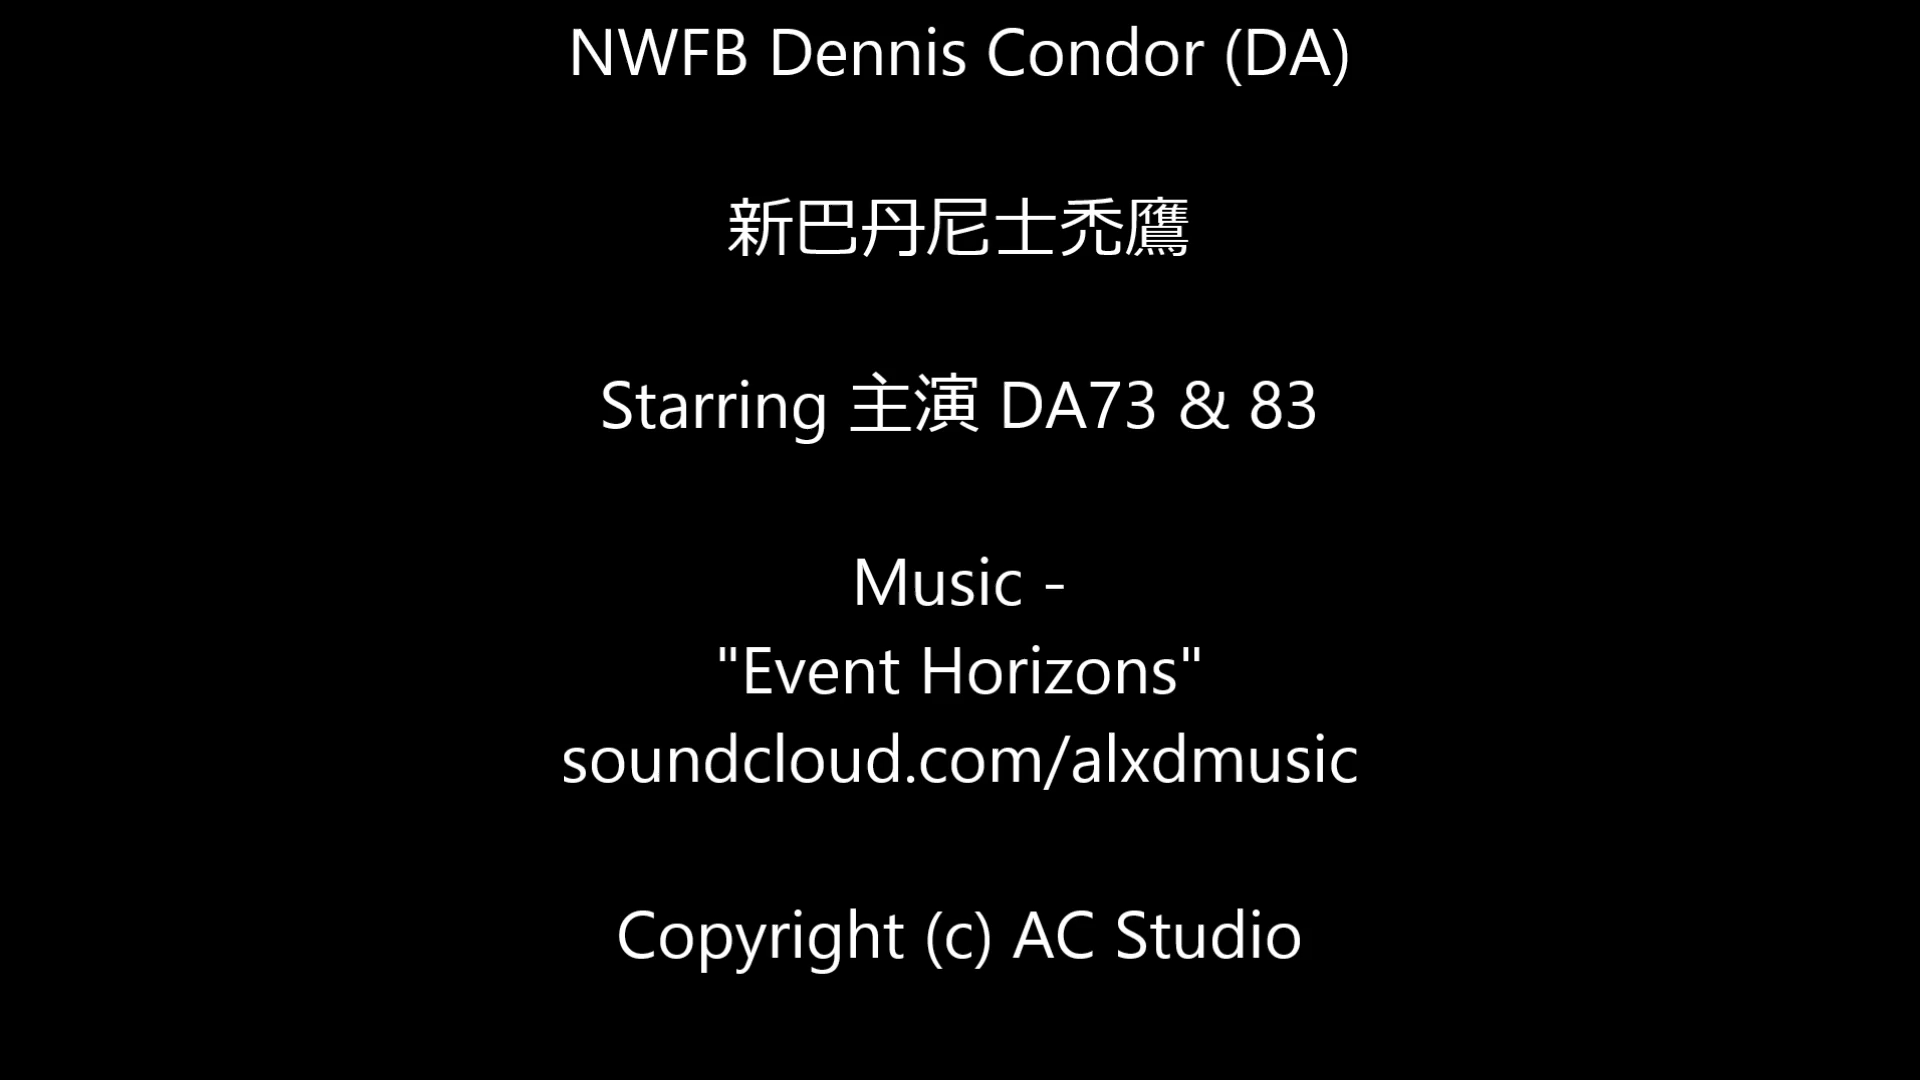 NWFB Dennis Condor (DA)
新巴丹尼士禿鷹
Starring 主演 DA73 & 83
Music -
"Event Horizons"
soundcloud.com/alxdmusic
Copyright (c) AC Studio